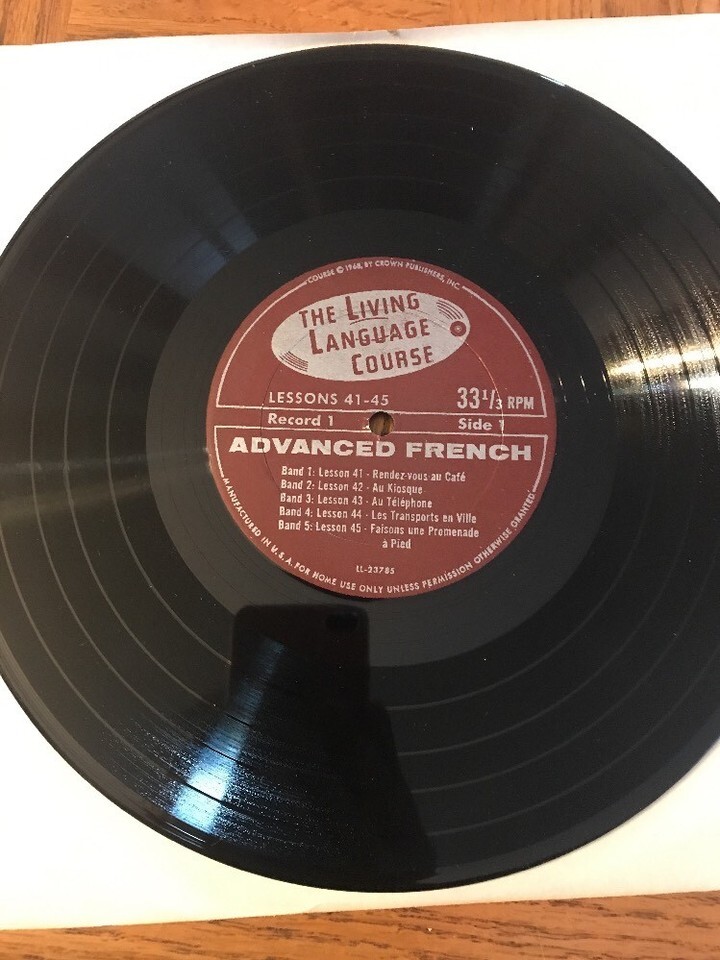 COURSE © 1968, BY CROWN PUBLISHERS, INC.
THE LIVING
LANGUAGE
COURSE
LESSONS 41-45
33 1/3 RPM
Record 1
Side 1
ADVANCED FRENCH
Band 1: Lesson 41 - Rendez-vous au Café
Band 2: Lesson 42 - Au Kiosque
Band 3: Lesson 43 - Au Téléphone
Band 4: Lesson 44 - Les Transports en Ville
Band 5: Lesson 45 - Faisons une Promenade
à Pied
LL-23785
MANUFACTURED IN U.S.A. FOR HOME USE ONLY UNLESS PERMISSION OTHERWISE GRANTED